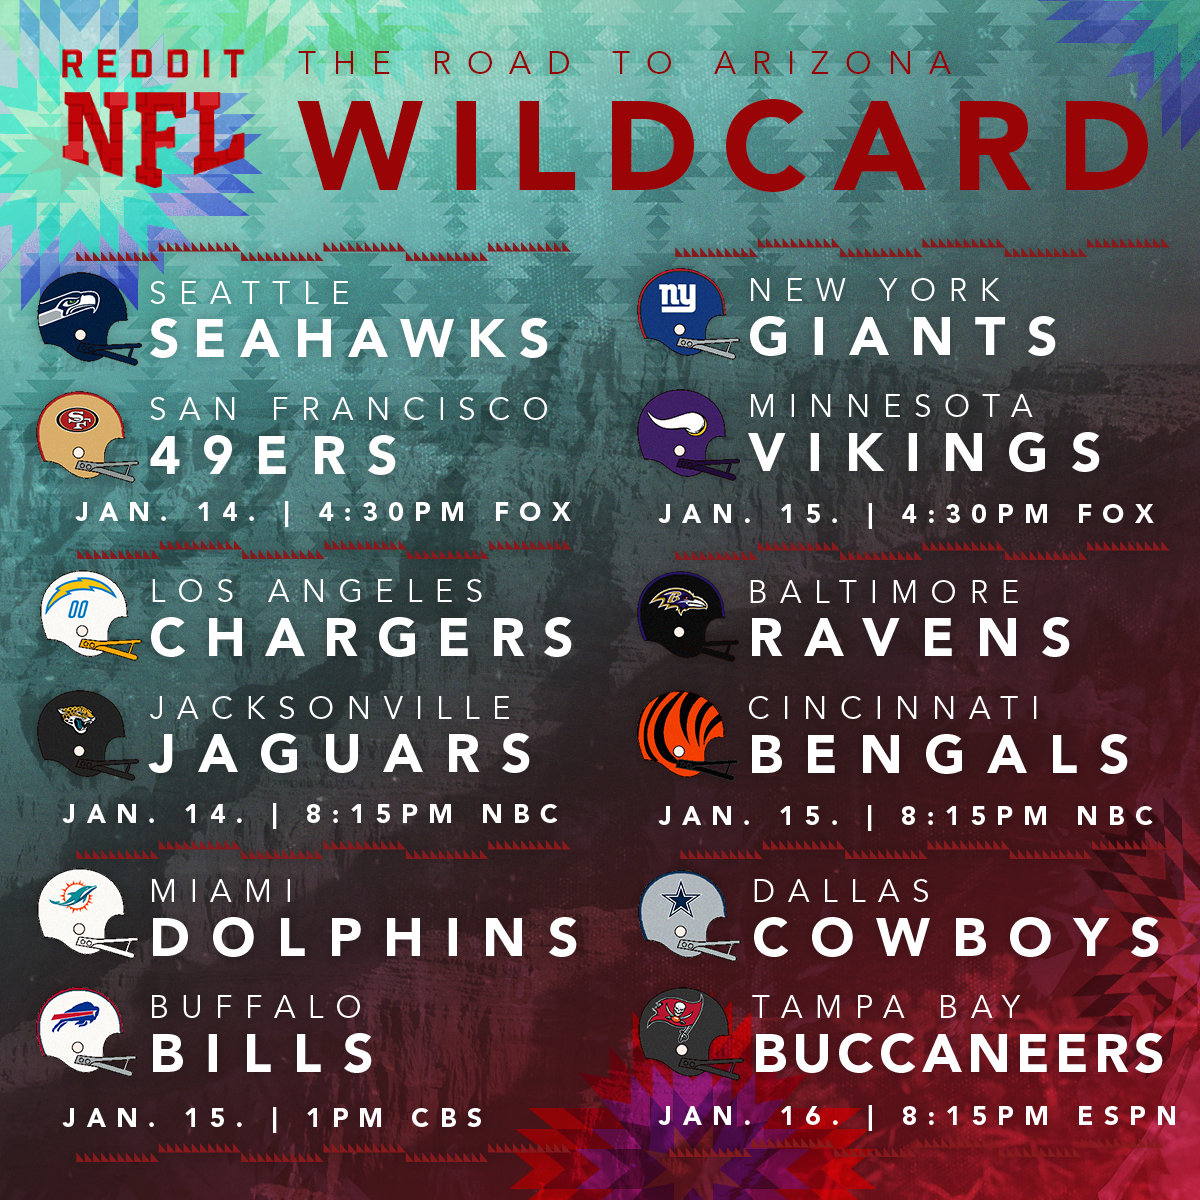 REDDIT
NFL
THE ROAD TO ARIZONA
WILDCARD
SEATTLE
SEAHAWKS
SF
SAN FRANCISCO
49ERS
JAN. 14. | 4:30PM FOX
00
LOS ANGELES
CHARGERS
JACKSONVILLE
JAGUARS
JAN. 14. | 8:15PM NBC
MIAMI
DOLPHINS
BUFFALO
BILLS
JAN. 15. | 1PM CBS
ny
NEW YORK
GIANTS
MINNESOTA
VIKINGS
JAN. 15. | 4:30PM FOX
B
BALTIMORE
RAVENS
CINCINNATI
BENGALS
JAN. 15. | 8:15PM NBC
DALLAS
COWBOYS
TAMPA BAY
BUCCANEERS
JAN. 16. | 8:15PM ESPN